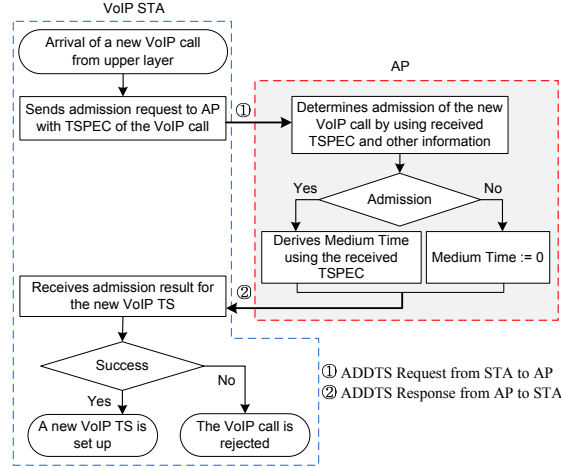 VoIP STA
Arrival of a new VoIP call
from upper layer
Sends admission request to AP
with TSPEC of the VoIP call
①
AP
Determines admission of the new
VoIP call by using received
TSPEC and other information
Admission
Yes
No
Derives Medium Time
using the received
TSPEC
Medium Time := 0
②
Receives admission result for
the new VoIP TS
Success
Yes
No
A new VoIP TS is
set up
The VoIP call is
rejected
① ADDTS Request from STA to AP
② ADDTS Response from AP to STA